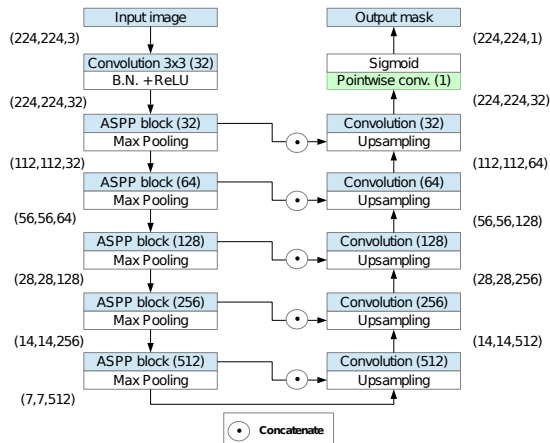 Input image
(224,224,3)
Convolution 3x3 (32)
B.N. + ReLU
(224,224,32)
ASPP block (32)
Max Pooling
(112,112,32)
ASPP block (64)
Max Pooling
(56,56,64)
ASPP block (128)
Max Pooling
(28,28,128)
ASPP block (256)
Max Pooling
(14,14,256)
ASPP block (512)
Max Pooling
(7,7,512)
Output mask
(224,224,1)
Sigmoid
Pointwise conv. (1)
(224,224,32)
Convolution (32)
Upsampling
(112,112,64)
Convolution (64)
Upsampling
(56,56,128)
Convolution (128)
Upsampling
(28,28,256)
Convolution (256)
Upsampling
(14,14,512)
Convolution (512)
Upsampling
Concatenate